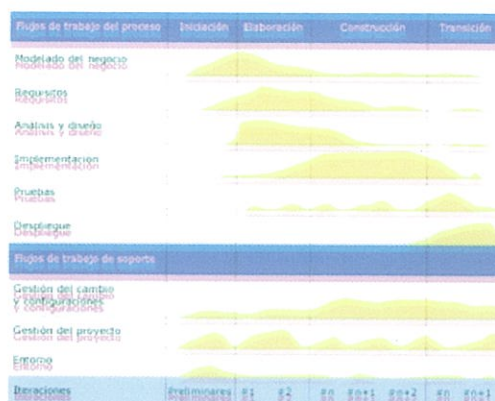 Flujos de trabajo del proceso Iniciación Elaboración Construcción Transición
Modelado del negocio
Requisitos
Análisis y diseño
Implementación
Pruebas
Despliegue
Flujos de trabajo de soporte
Gestión del cambio
y configuraciones
Gestión del proyecto
Entorno
Iteraciones Preliminares #1 #2 #n #n+1 #n+2 #n #n+1